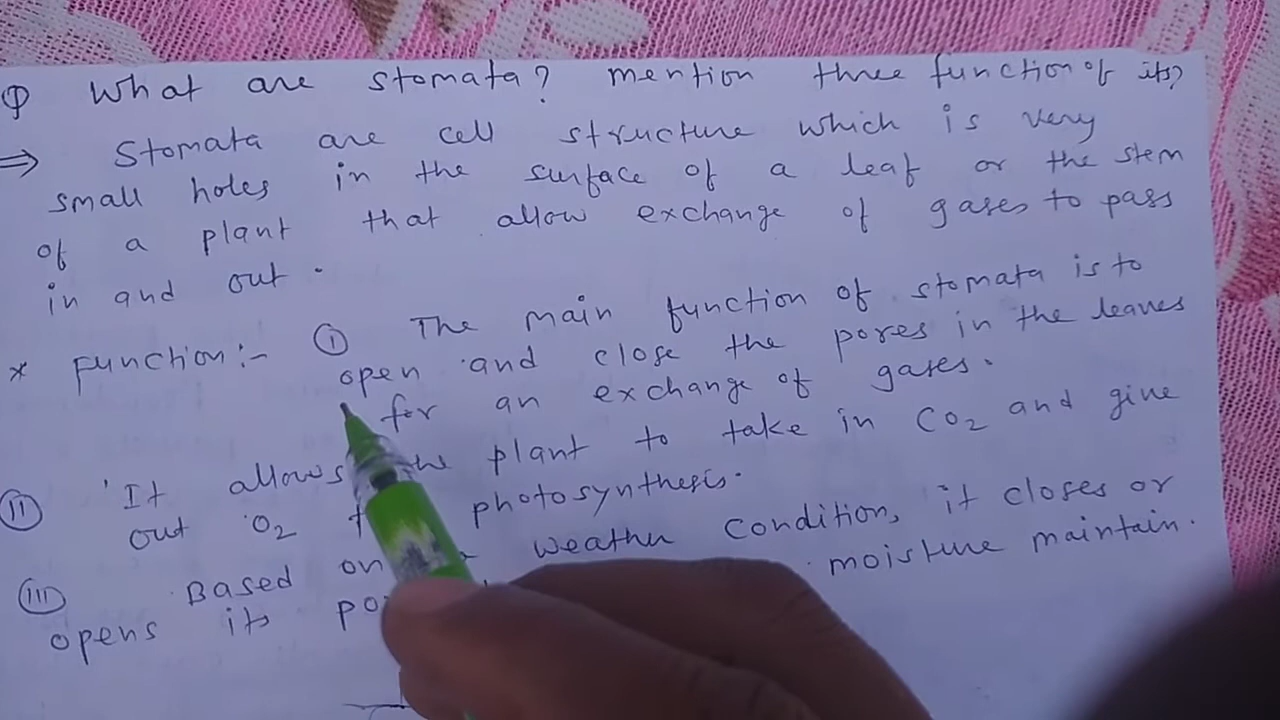 Q What are stomata? mention three function of its?
⇒ Stomata are cell structure which is very
small holes in the surface of a leaf or the stem
of a plant that allow exchange of gases to pass
in and out.
* Function:- (I) The main function of stomata is to
open and close the pores in the leaves
for an exchange of gases.
(II) It allows the plant to take in CO2 and give
out O2 photosynthesis.
(III) Based on weather condition, it closes or
opens its moisture maintain.